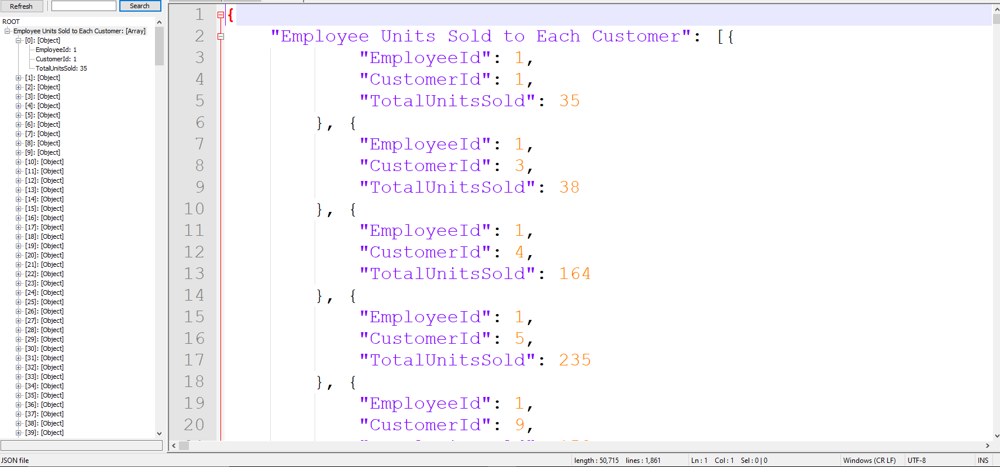 Refresh
Search
ROOT
Employee Units Sold to Each Customer: [Array]
[0]: [Object]
EmployeeId: 1
CustomerId: 1
TotalUnitsSold: 35
[1]: [Object]
[2]: [Object]
[3]: [Object]
[4]: [Object]
[5]: [Object]
[6]: [Object]
[7]: [Object]
[8]: [Object]
[9]: [Object]
[10]: [Object]
[11]: [Object]
[12]: [Object]
[13]: [Object]
[14]: [Object]
[15]: [Object]
[16]: [Object]
[17]: [Object]
[18]: [Object]
[19]: [Object]
[20]: [Object]
[21]: [Object]
[22]: [Object]
[23]: [Object]
[24]: [Object]
[25]: [Object]
[26]: [Object]
[27]: [Object]
[28]: [Object]
[29]: [Object]
[30]: [Object]
[31]: [Object]
[32]: [Object]
[33]: [Object]
[34]: [Object]
[35]: [Object]
[36]: [Object]
[37]: [Object]
[38]: [Object]
[39]: [Object]
1 {
2 "Employee Units Sold to Each Customer": [{
3 "EmployeeId": 1,
4 "CustomerId": 1,
5 "TotalUnitsSold": 35
6 }, {
7 "EmployeeId": 1,
8 "CustomerId": 3,
9 "TotalUnitsSold": 38
10 }, {
11 "EmployeeId": 1,
12 "CustomerId": 4,
13 "TotalUnitsSold": 164
14 }, {
15 "EmployeeId": 1,
16 "CustomerId": 5,
17 "TotalUnitsSold": 235
18 }, {
19 "EmployeeId": 1,
20 "CustomerId": 9,
JSON file
length : 50,715 lines : 1,861
Ln : 1 Col : 1 Sel : 0 | 0
Windows (CR LF)
UTF-8
INS